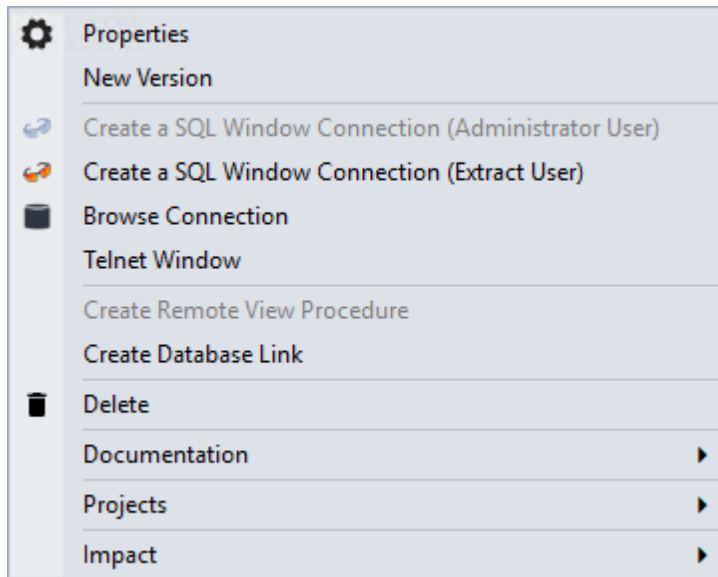 Properties
New Version
Create a SQL Window Connection (Administrator User)
Create a SQL Window Connection (Extract User)
Browse Connection
Telnet Window
Create Remote View Procedure
Create Database Link
Delete
Documentation
Projects
Impact